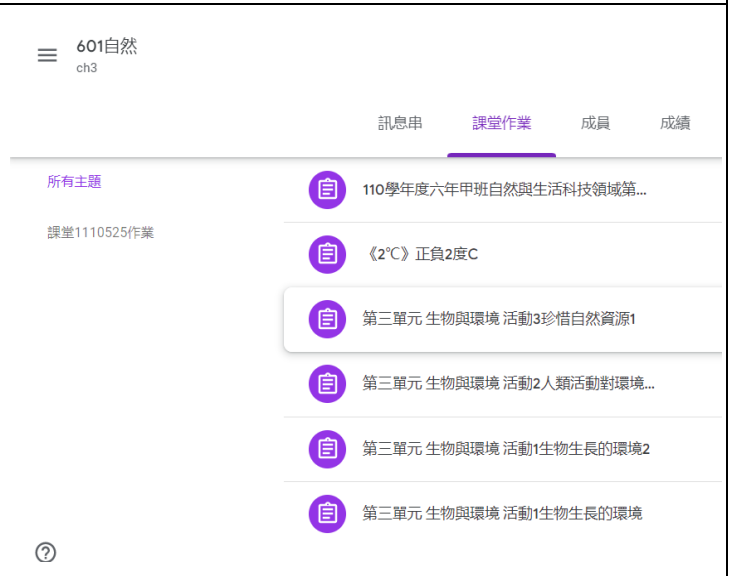 601自然
ch3
訊息串
課堂作業
成員
成績
所有主題
課堂1110525作業
110學年度六年甲班自然與生活科技領域第...
《2℃》正負2度C
第三單元 生物與環境 活動3珍惜自然資源1
第三單元 生物與環境 活動2人類活動對環境...
第三單元 生物與環境 活動1生物生長的環境2
第三單元 生物與環境 活動1生物生長的環境